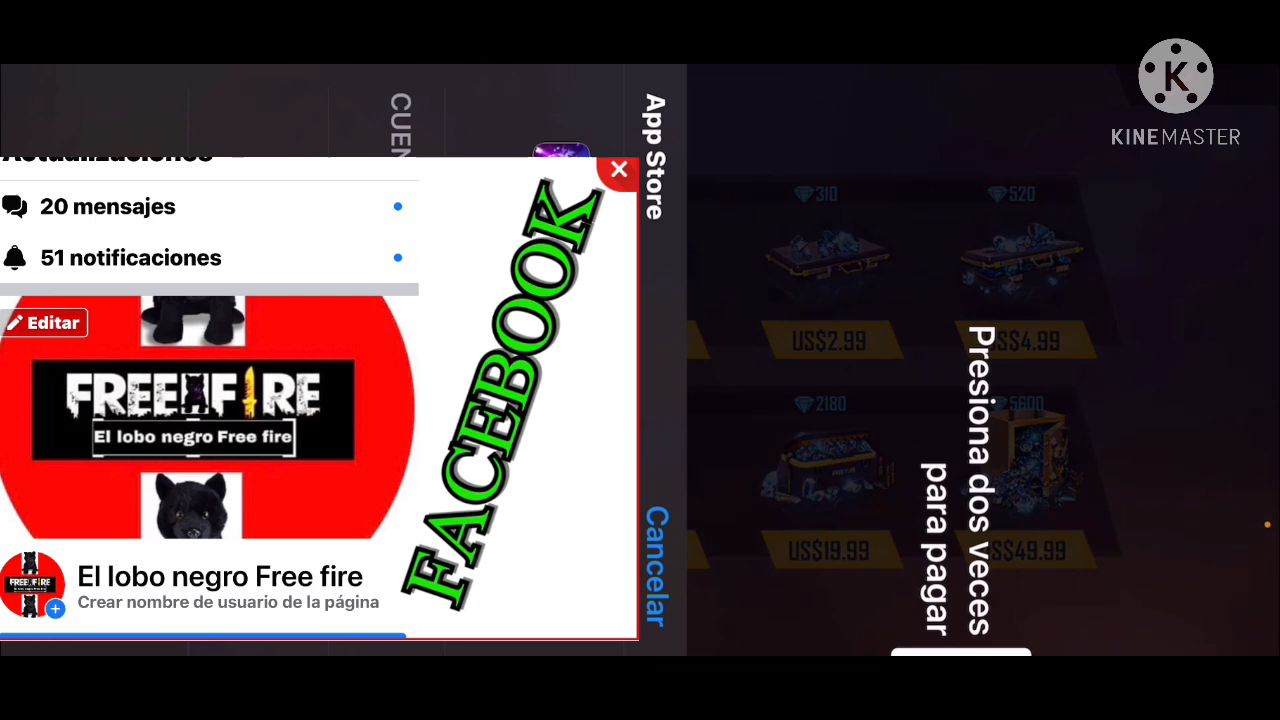 KINEMASTER
App Store
CUEN
Actualizaciones
20 mensajes
51 notificaciones
Editar
FREE FIRE
El lobo negro Free fire
El lobo negro Free fire
Crear nombre de usuario de la página
FACEBOOK
Cancelar
310
520
US$2.99
US$4.99
2180
5600
US$19.99
US$49.99
Presiona dos veces
para pagar